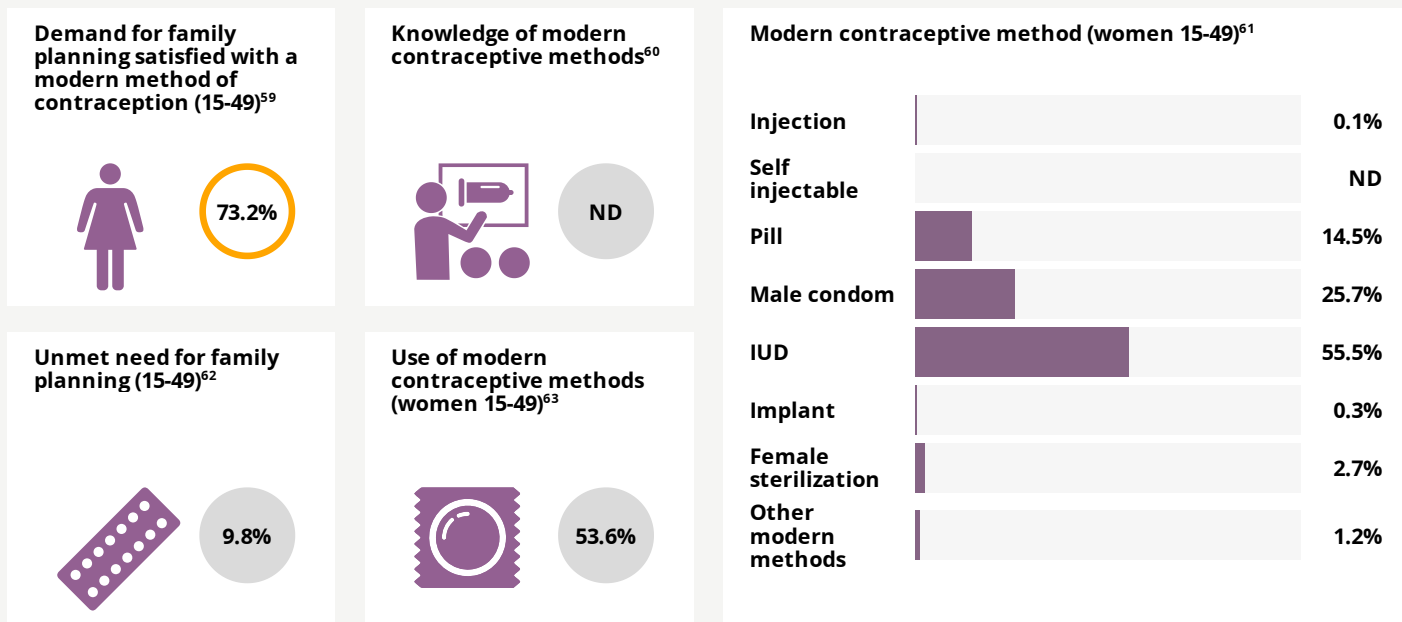 Demand for family
planning satisfied with a
modern method of
contraception (15-49)⁵⁹
73.2%
Knowledge of modern
contraceptive methods⁶⁰
ND
Unmet need for family
planning (15-49)⁶²
9.8%
Use of modern
contraceptive methods
(women 15-49)⁶³
53.6%
Modern contraceptive method (women 15-49)⁶¹
Injection 0.1%
Self
injectable ND
Pill 14.5%
Male condom 25.7%
IUD 55.5%
Implant 0.3%
Female
sterilization 2.7%
Other
modern 1.2%
methods